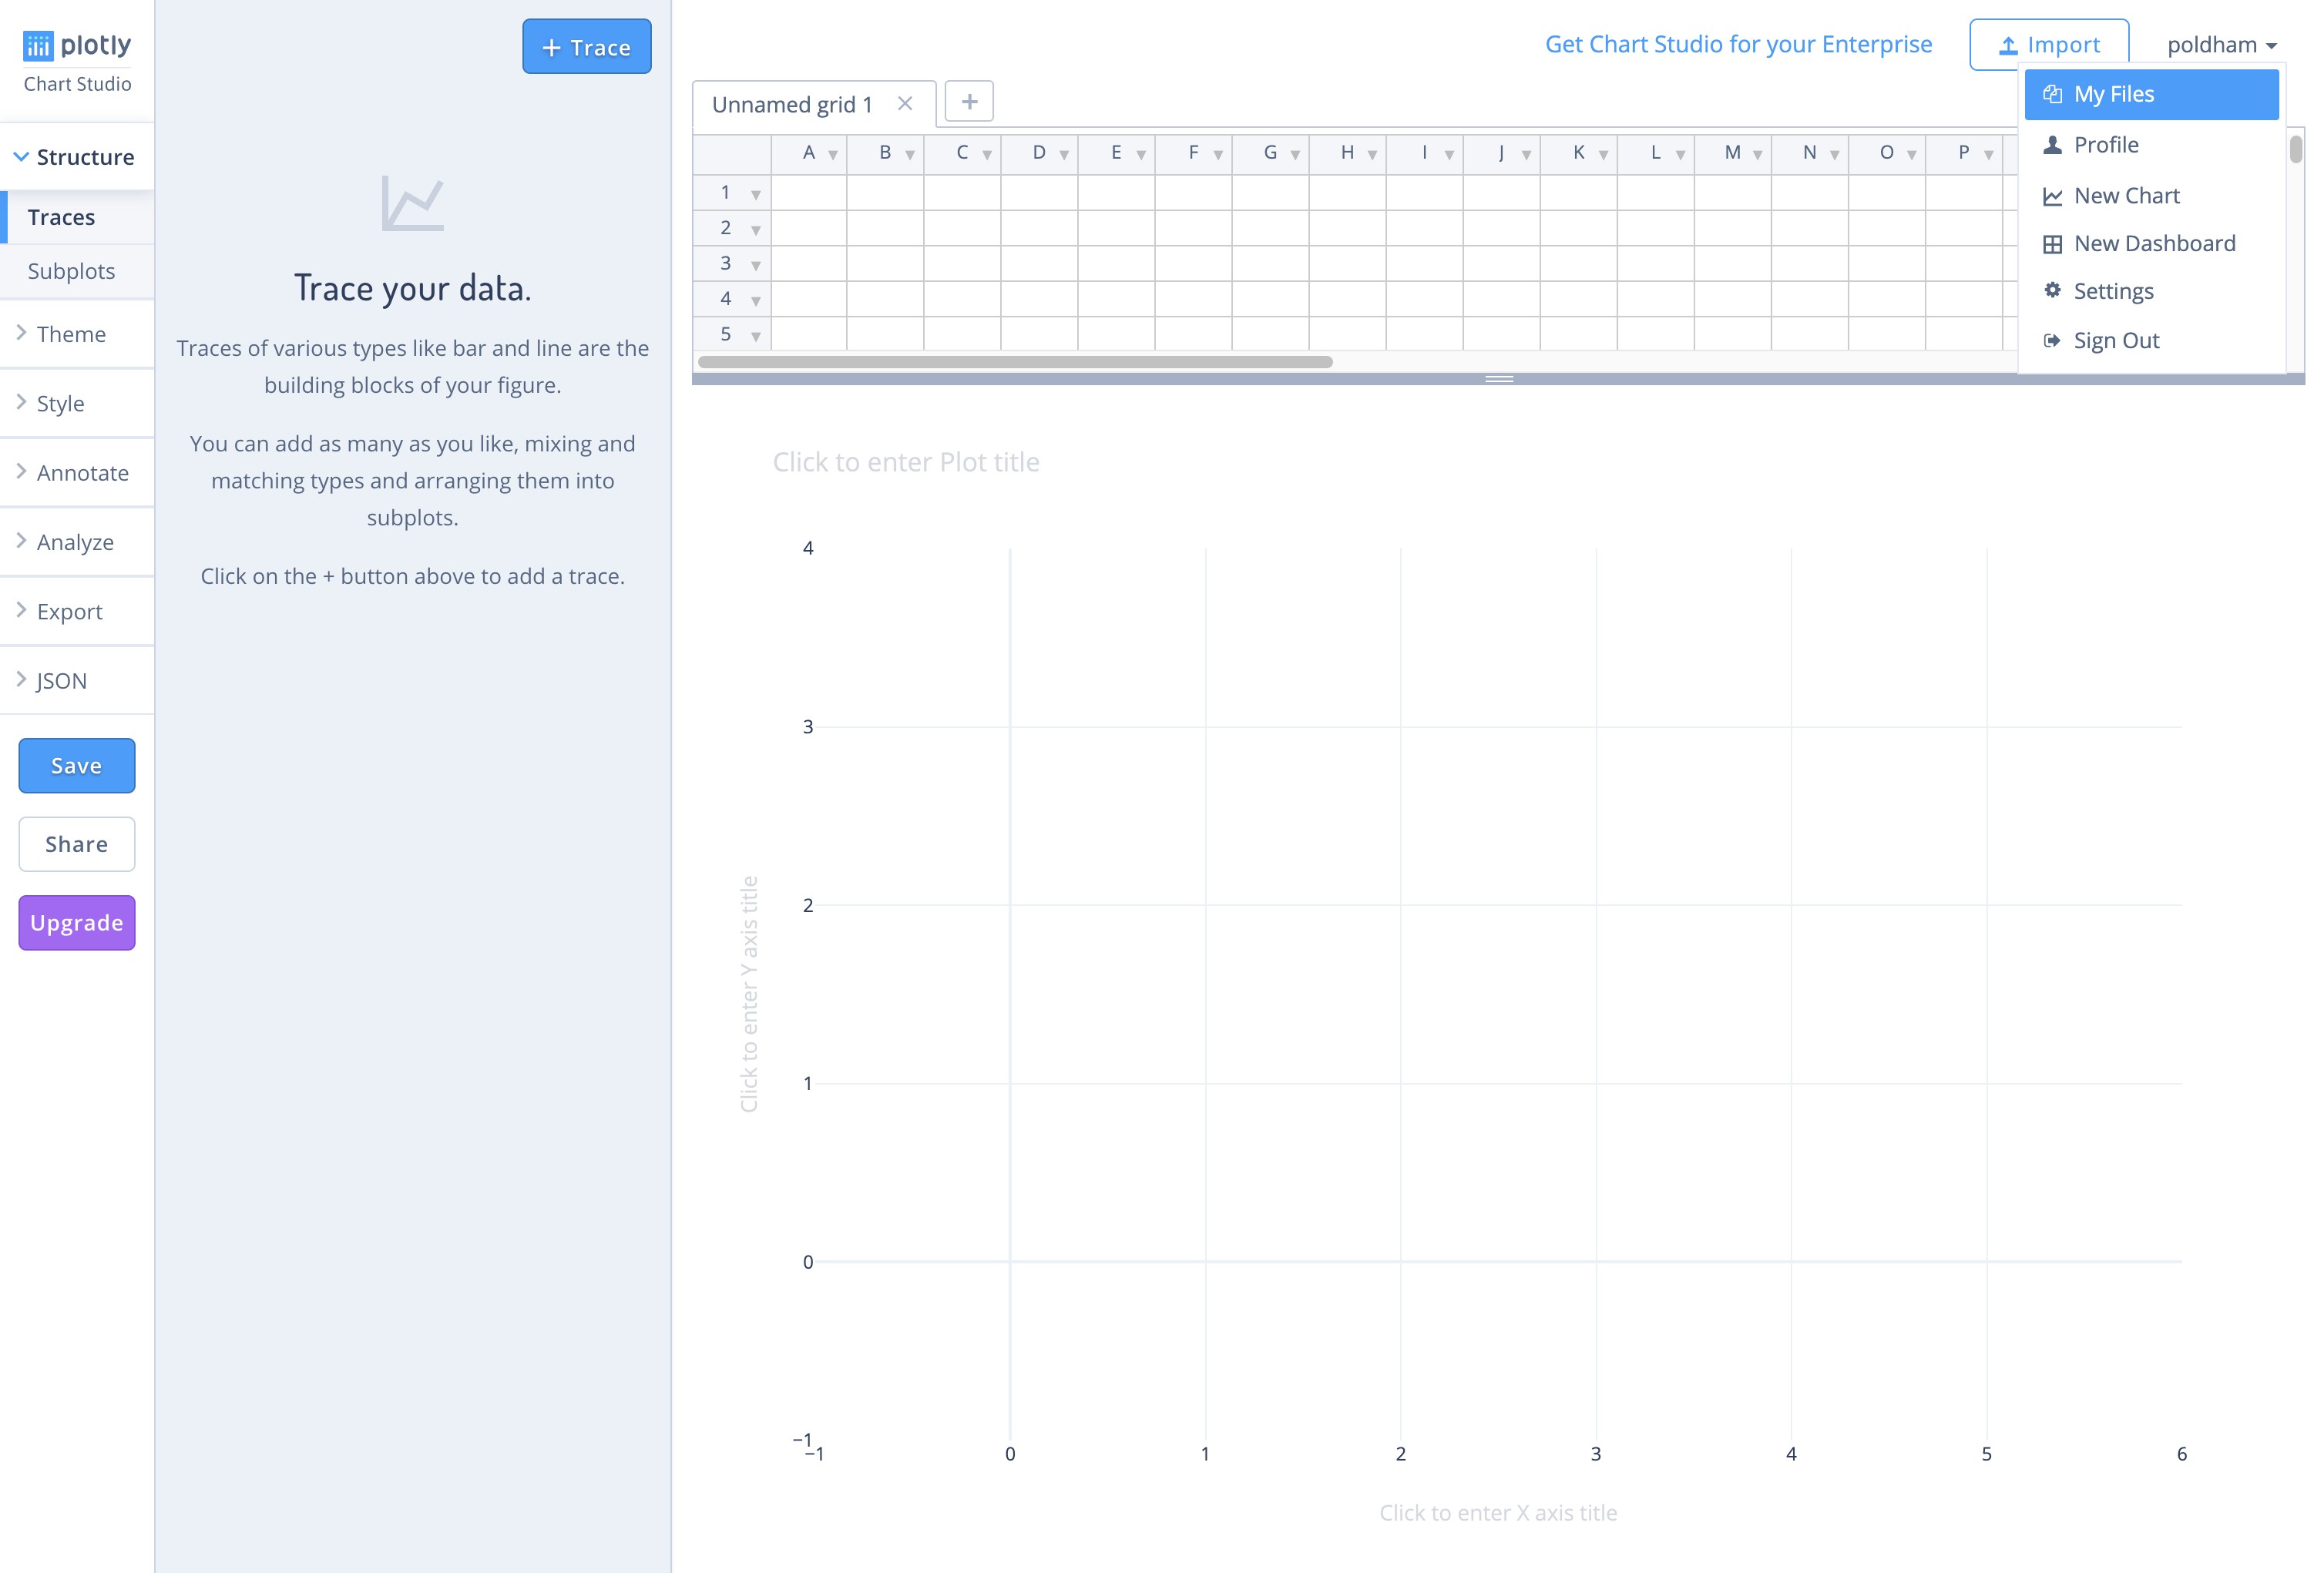 plotly
Chart Studio
Structure
Traces
Subplots
Theme
Style
Annotate
Analyze
Export
JSON
Save
Share
Upgrade
+ Trace
Trace your data.
Traces of various types like bar and line are the
building blocks of your figure.
You can add as many as you like, mixing and
matching types and arranging them into
subplots.
Click on the + button above to add a trace.
Get Chart Studio for your Enterprise
Import
poldham
My Files
Profile
New Chart
New Dashboard
Settings
Sign Out
Unnamed grid 1
+
A B C D E F G H I J K L M N O P
1
2
3
4
5
Click to enter Plot title
Click to enter Y axis title
4
3
2
1
0
−1
−1 0 1 2 3 4 5 6
Click to enter X axis title